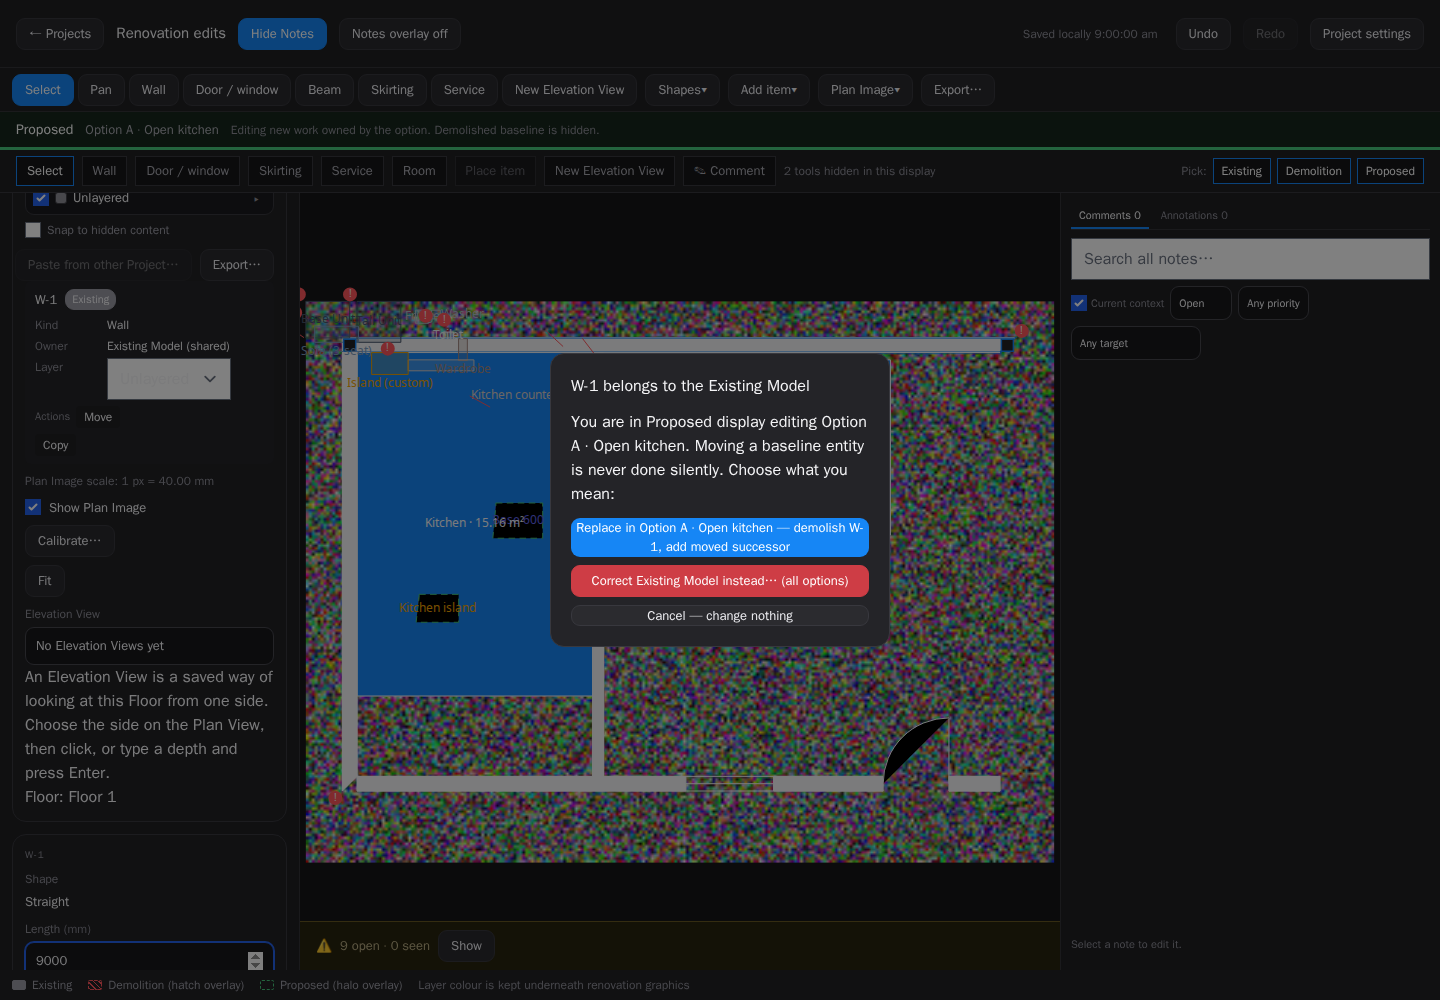 ← Projects
Renovation edits
Hide Notes
Notes overlay off
Saved locally 9:00:00 am
Undo
Redo
Project settings
Select
Pan
Wall
Door / window
Beam
Skirting
Service
New Elevation View
Shapes▾
Add item▾
Plan Image▾
Export⋯
Proposed Option A · Open kitchen Editing new work owned by the option. Demolished baseline is hidden.
Select
Wall
Door / window
Skirting
Service
Room
Place item
New Elevation View
✎ Comment
2 tools hidden in this display
Pick:
Existing
Demolition
Proposed
Unlayered
Snap to hidden content
Paste from other Project⋯
Export⋯
W-1 Existing
Kind Wall
Owner Existing Model (shared)
Layer Unlayered
Actions Move
Copy
Plan Image scale: 1 px = 40.00 mm
Show Plan Image
Calibrate⋯
Fit
Elevation View
No Elevation Views yet
An Elevation View is a saved way of
looking at this Floor from one side.
Choose the side on the Plan View,
then click, or type a depth and
press Enter.
Floor: Floor 1
W-1
Shape
Straight
Length (mm)
9000
Toilet
Wardrobe
Island (custom)
Kitchen counte
Kitchen · 15.16 m²
Kitchen island
W-1 belongs to the Existing Model
You are in Proposed display editing Option
A · Open kitchen. Moving a baseline entity
is never done silently. Choose what you
mean:
Replace in Option A · Open kitchen — demolish W-
1, add moved successor
Correct Existing Model instead⋯ (all options)
Cancel — change nothing
⚠ 9 open · 0 seen
Show
Comments 0
Annotations 0
Search all notes⋯
Current context
Open
Any priority
Any target
Select a note to edit it.
Existing
Demolition (hatch overlay)
Proposed (halo overlay)
Layer colour is kept underneath renovation graphics